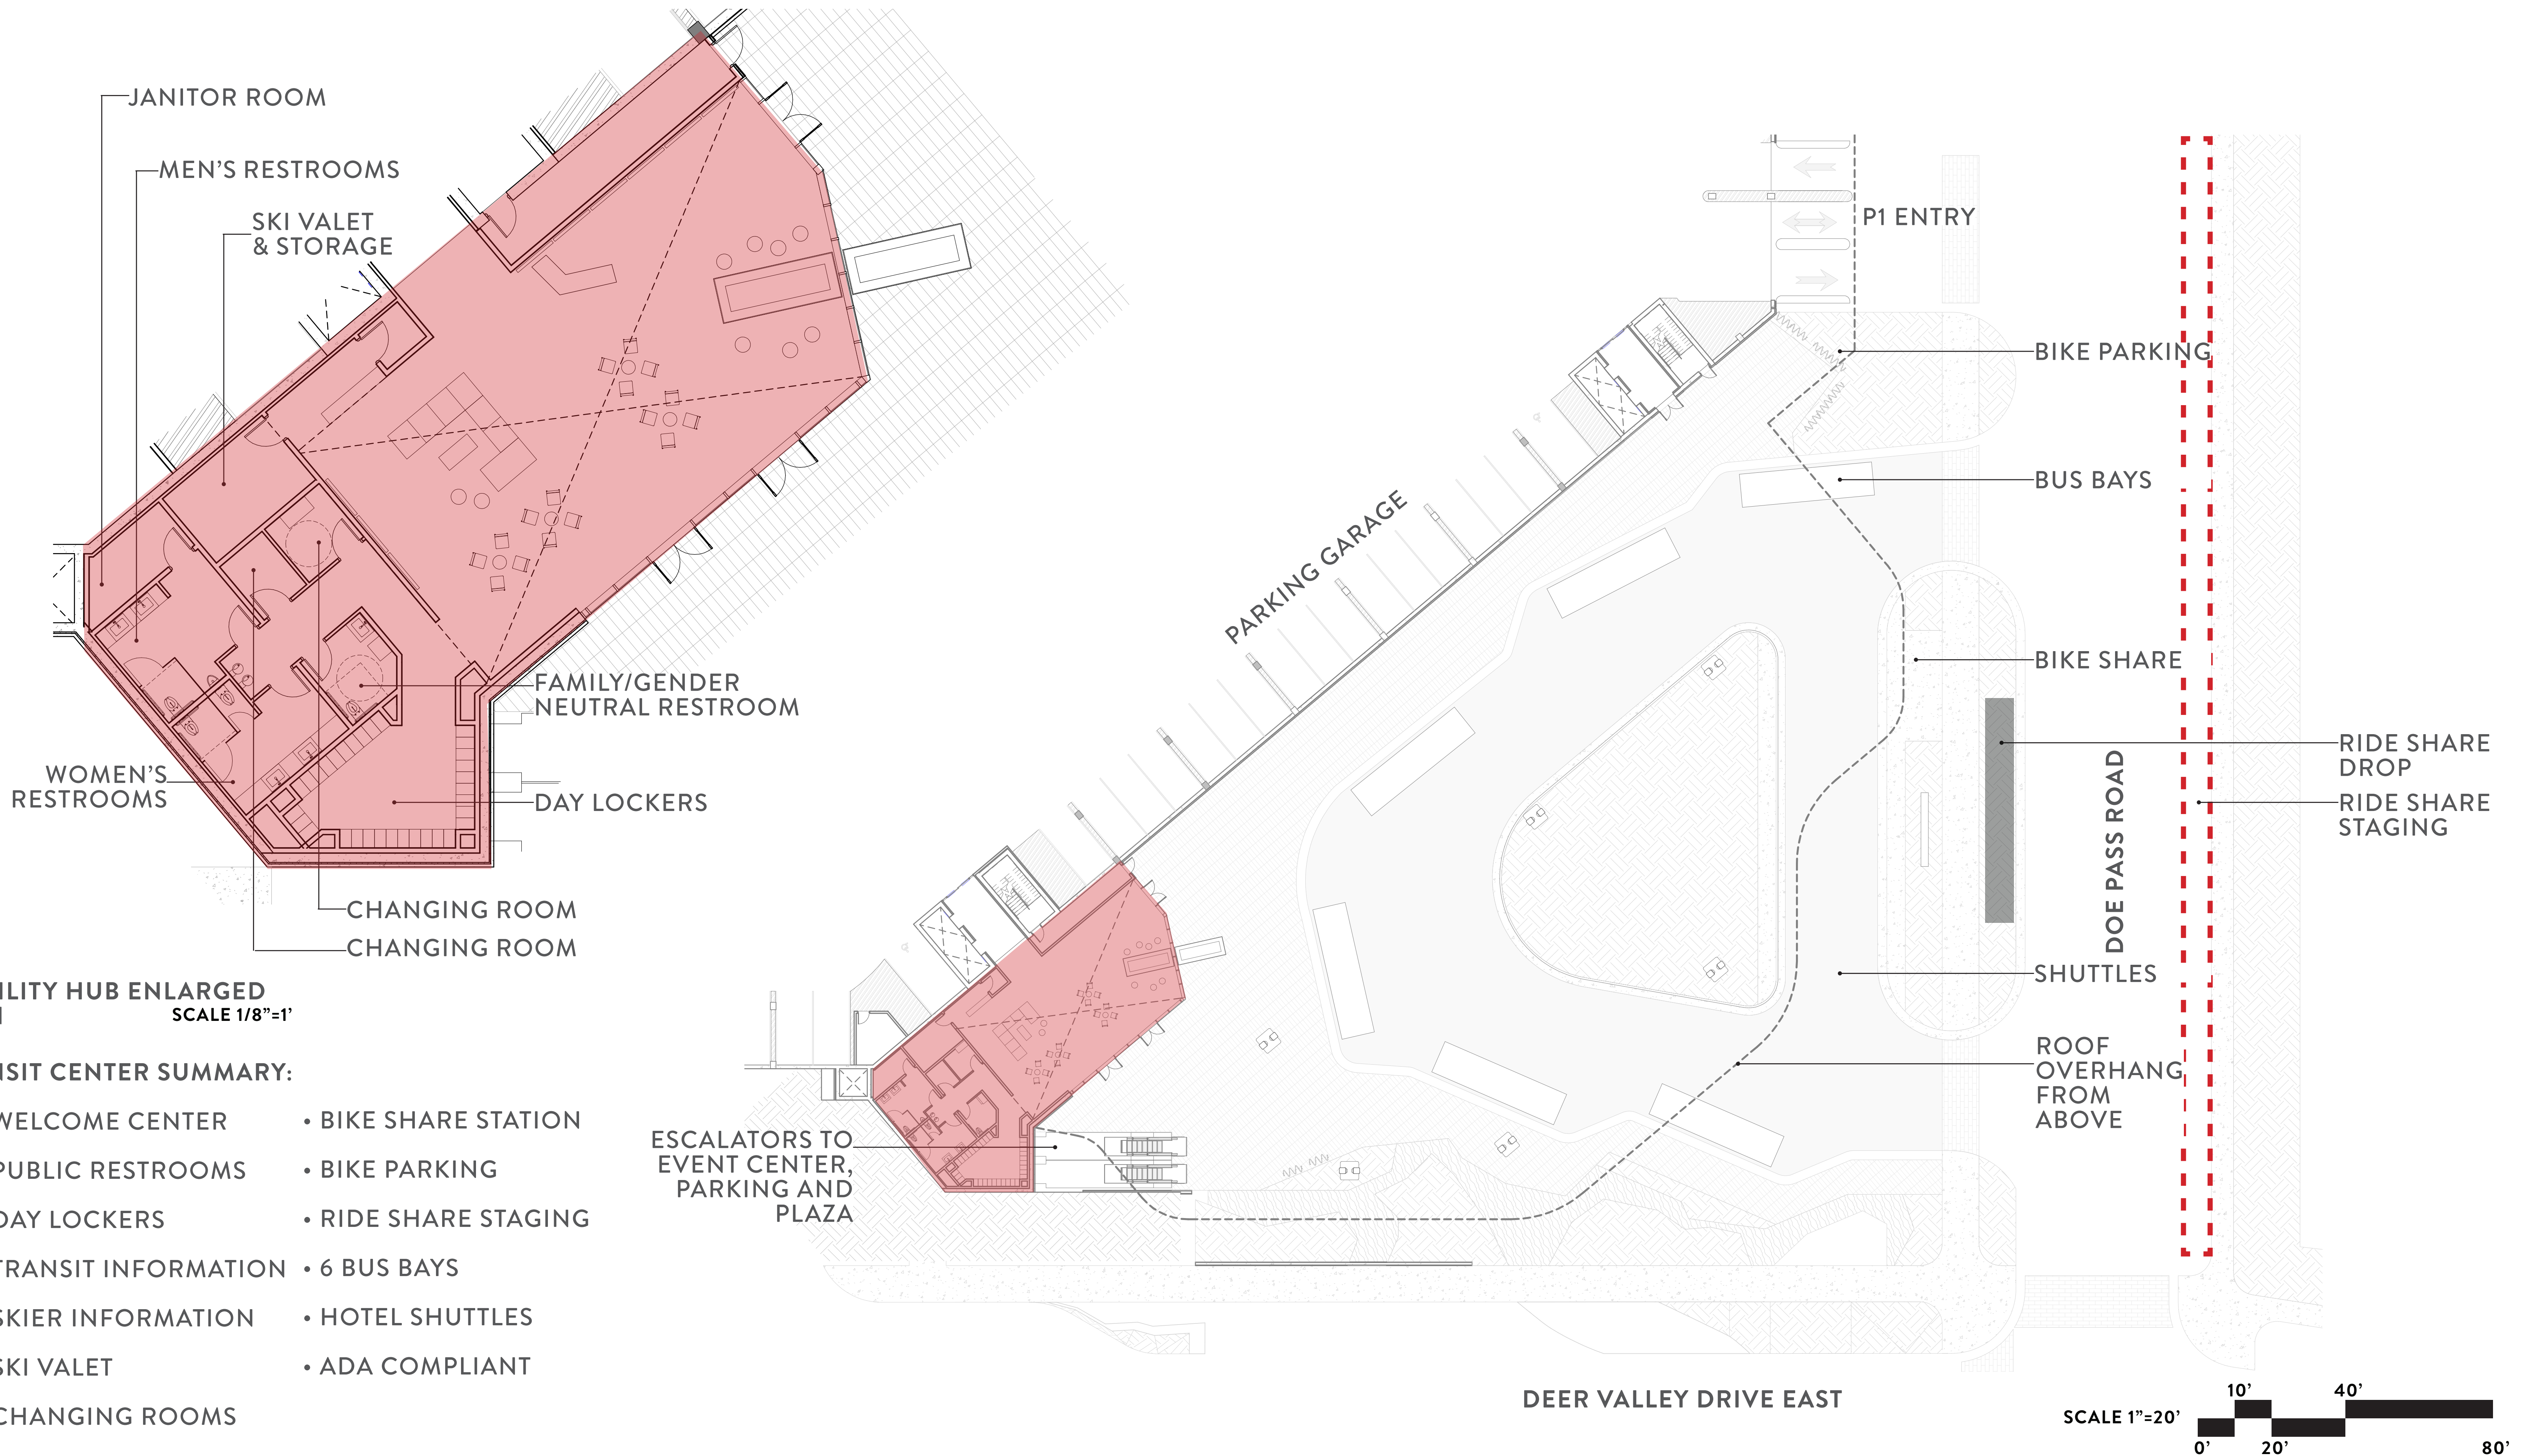 JANITOR ROOM
MEN’S RESTROOMS
SKI VALET
& STORAGE
FAMILY/GENDER
NEUTRAL RESTROOM
WOMEN’S
RESTROOMS
DAY LOCKERS
CHANGING ROOM
CHANGING ROOM
ILITY HUB ENLARGED
SCALE 1/8”=1’
NSIT CENTER SUMMARY:
WELCOME CENTER
PUBLIC RESTROOMS
DAY LOCKERS
TRANSIT INFORMATION
SKIER INFORMATION
SKI VALET
CHANGING ROOMS
• BIKE SHARE STATION
• BIKE PARKING
• RIDE SHARE STAGING
• 6 BUS BAYS
• HOTEL SHUTTLES
• ADA COMPLIANT
PARKING GARAGE
ESCALATORS TO
EVENT CENTER,
PARKING AND
PLAZA
P1 ENTRY
BIKE PARKING
BUS BAYS
BIKE SHARE
RIDE SHARE
DROP
RIDE SHARE
STAGING
DOE PASS ROAD
SHUTTLES
ROOF
OVERHANG
FROM
ABOVE
DEER VALLEY DRIVE EAST
SCALE 1”=20’
10’
40’
0’
20’
80’